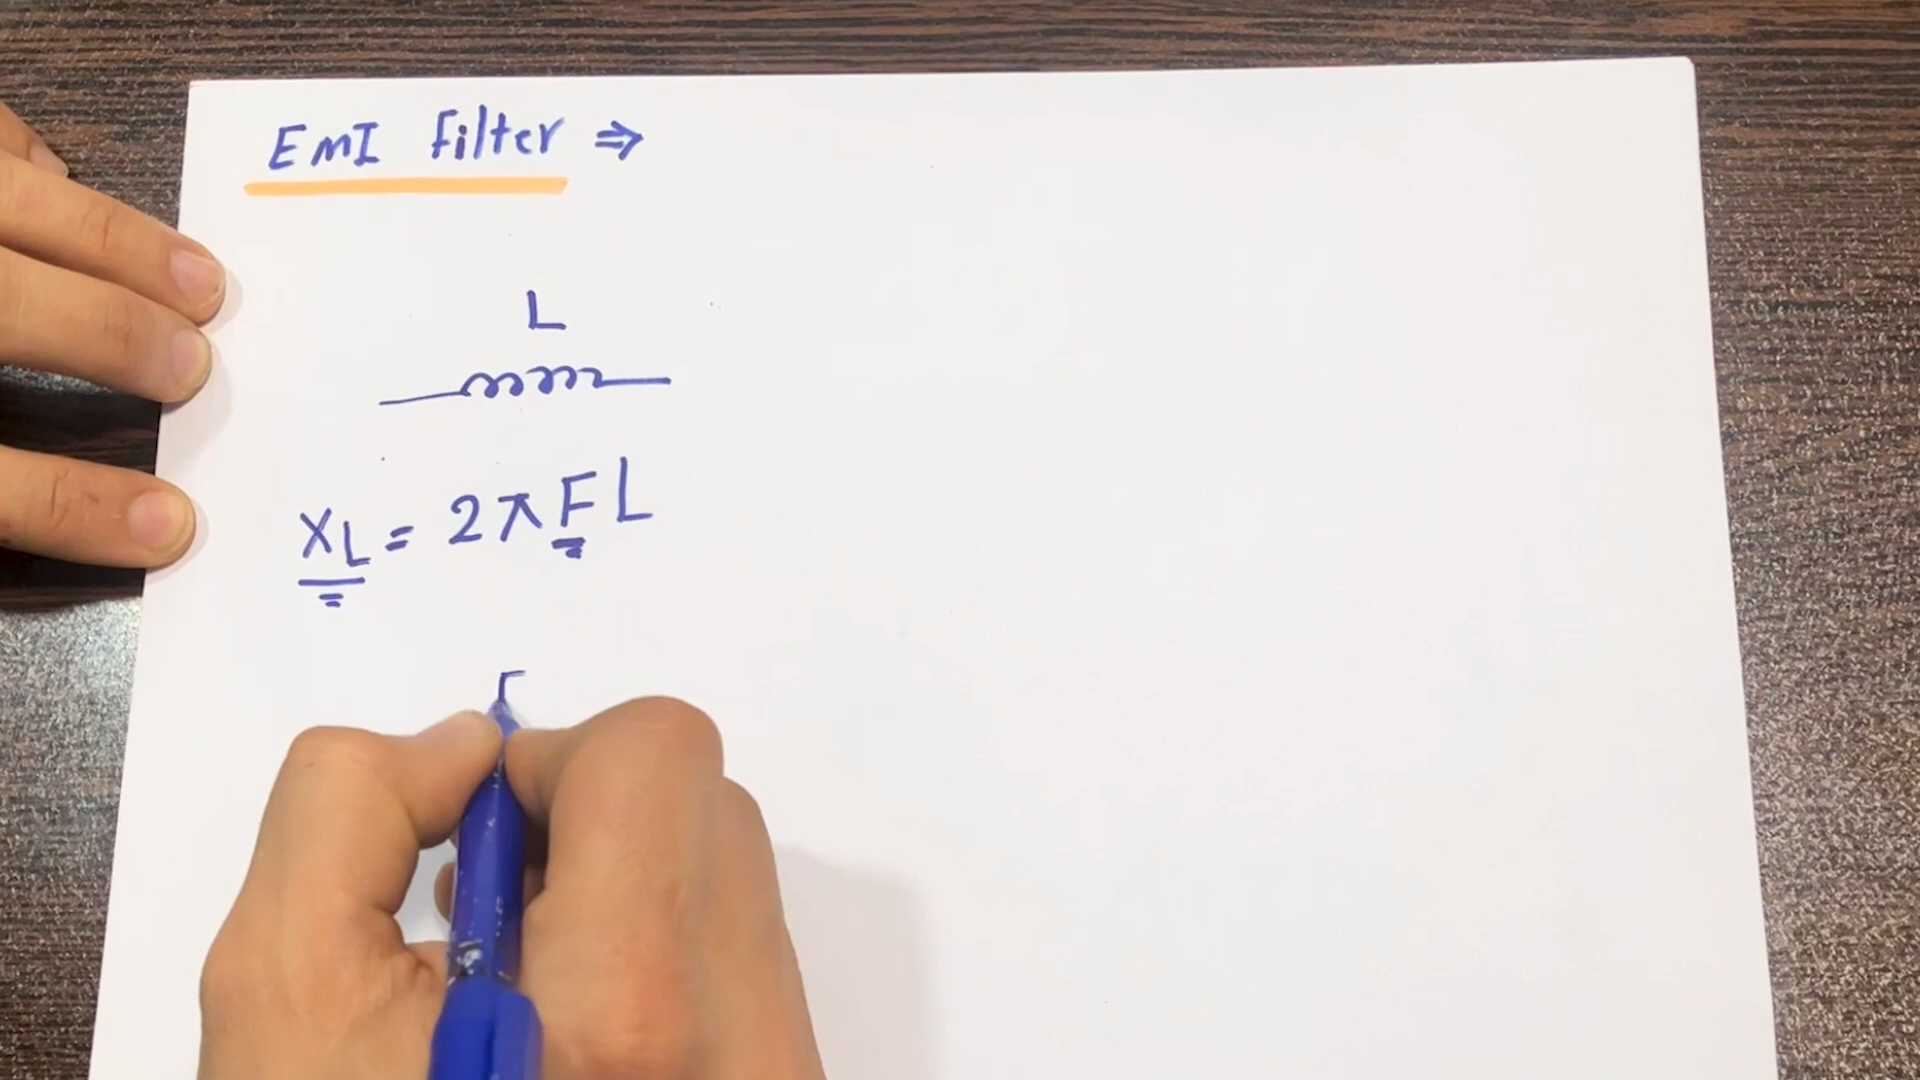 EmI Filter ⇒
L
XL = 2πFL